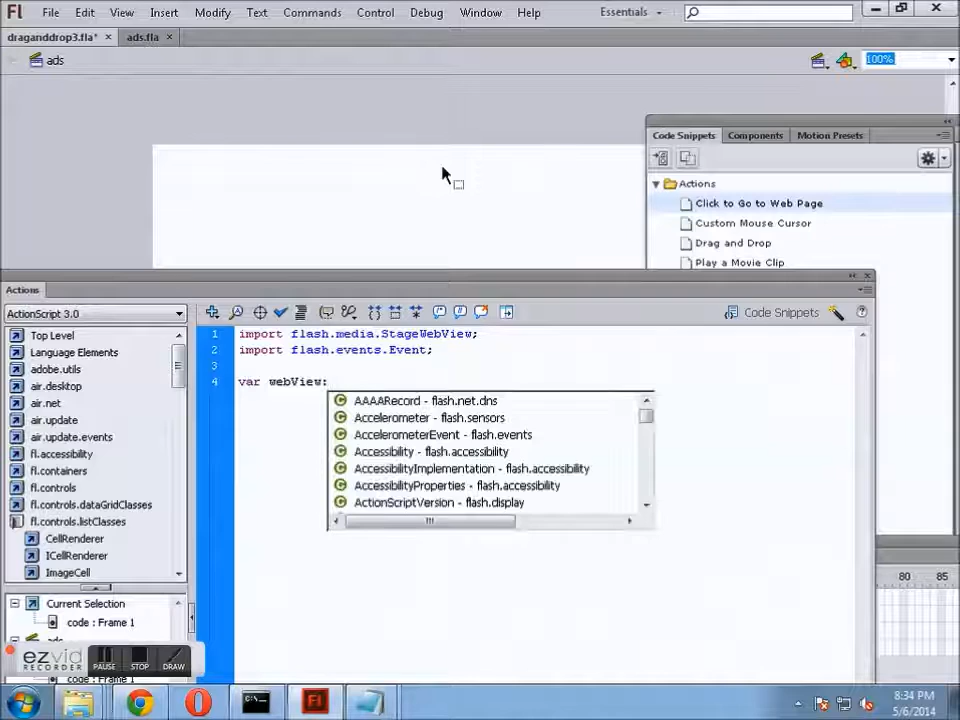 Fl File Edit View Insert Modify Text Commands Control Debug Window Help Essentials
draganddrop3.fla* × ads.fla ×
ads 100%
Code Snippets Components Motion Presets
Actions
Click to Go to Web Page
Custom Mouse Cursor
Drag and Drop
Play a Movie Clip
Actions
ActionScript 3.0 Code Snippets
Top Level
Language Elements
adobe.utils
air.desktop
air.net
air.update
air.update.events
fl.accessibility
fl.containers
fl.controls
fl.controls.dataGridClasses
fl.controls.listClasses
CellRenderer
ICellRenderer
ImageCell
1 import flash.media.StageWebView;
2 import flash.events.Event;
3
4 var webView:
AAAARecord - flash.net.dns
Accelerometer - flash.sensors
AccelerometerEvent - flash.events
Accessibility - flash.accessibility
AccessibilityImplementation - flash.accessibility
AccessibilityProperties - flash.accessibility
ActionScriptVersion - flash.display
80 85
Current Selection
code : Frame 1
ads
code : Frame 1
ezvid
RECORDER
PAUSE STOP DRAW
Fl
8:34 PM
5/6/2014